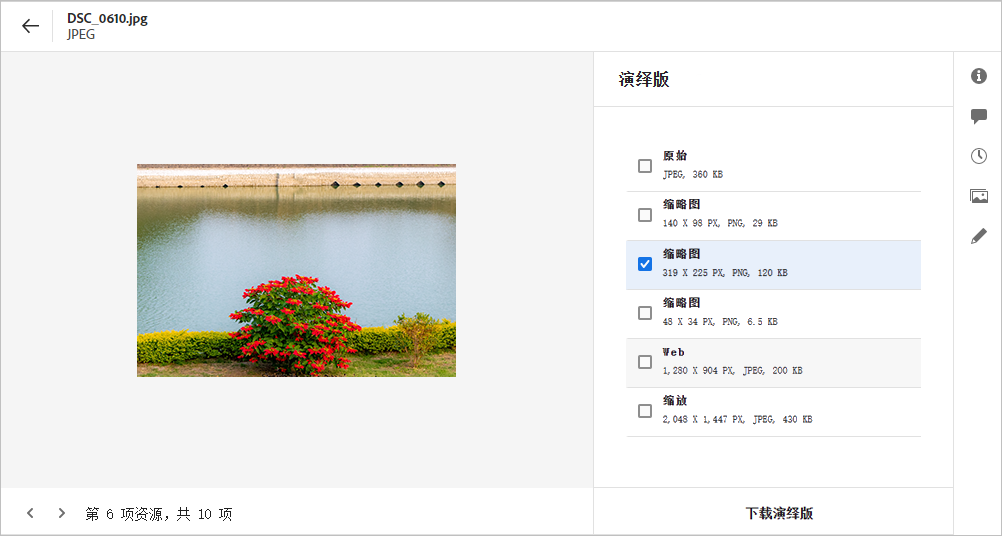 DSC_0610.jpg
JPEG
演绎版
原始
JPEG, 360 KB
缩略图
140 X 98 PX, PNG, 29 KB
缩略图
319 X 225 PX, PNG, 120 KB
缩略图
48 X 34 PX, PNG, 6.5 KB
Web
1,280 X 904 PX, JPEG, 200 KB
缩放
2,048 X 1,447 PX, JPEG, 430 KB
第 6 项资源，共 10 项
下载演绎版